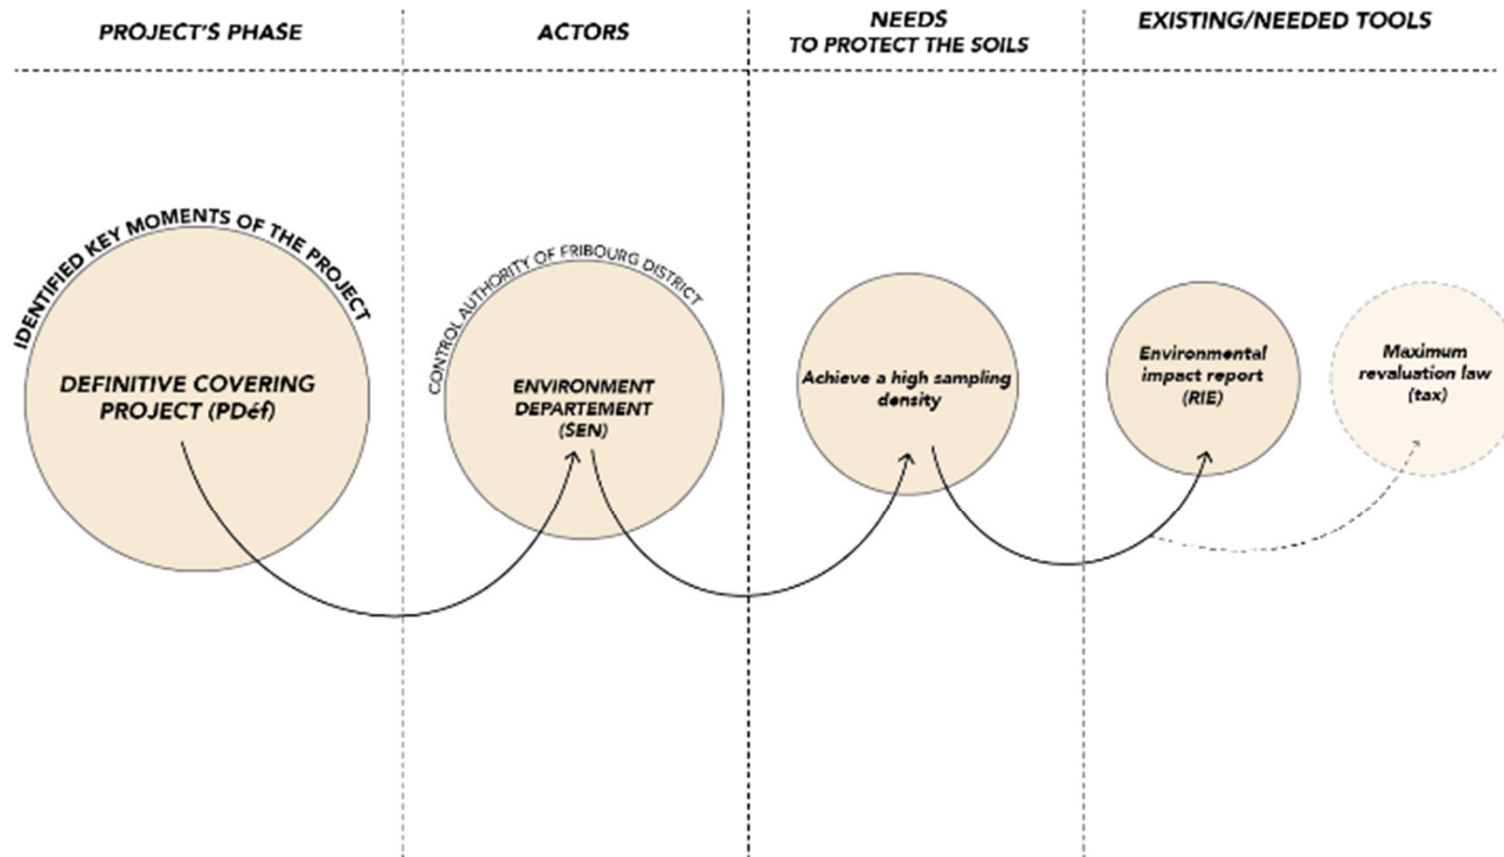 PROJECT'S PHASE
ACTORS
NEEDS
TO PROTECT THE SOILS
EXISTING/NEEDED TOOLS
IDENTIFIED KEY MOMENTS OF THE PROJECT
DEFINITIVE COVERING
PROJECT (PDéf)
CONTROL AUTHORITY OF FRIBOURG DISTRICT
ENVIRONMENT
DEPARTEMENT
(SEN)
Achieve a high sampling
density
Environmental
impact report
(RIE)
Maximum
revaluation law
(tax)